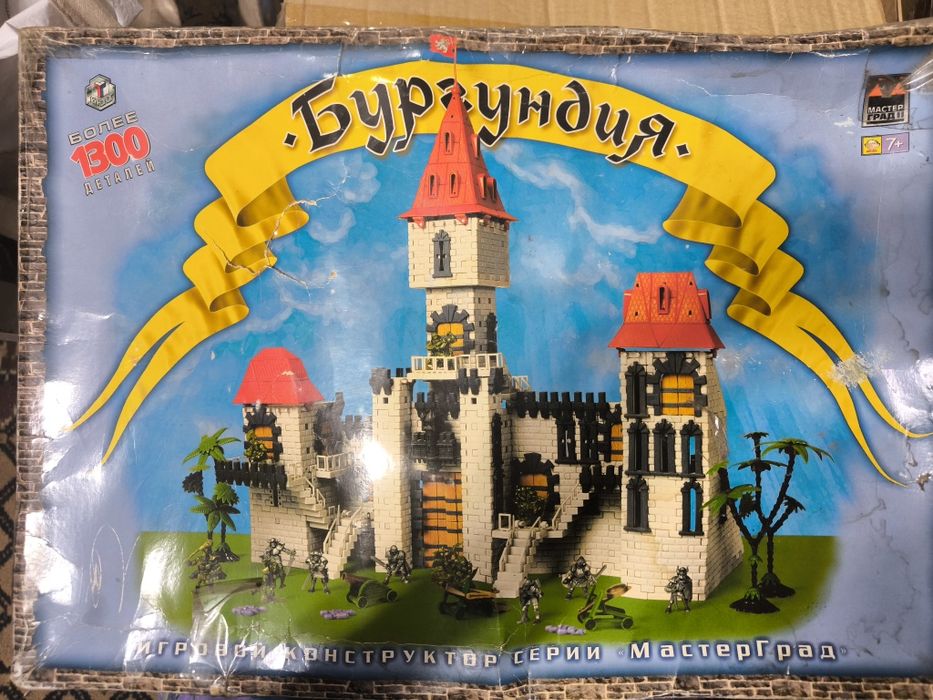 Бургундия
БОЛЕЕ
1300
ДЕТАЛЕЙ
МАСТЕР
ГРАД
7+
ИГРОВОЙ КОНСТРУКТОР СЕРИИ «МАСТЕРГРАД»